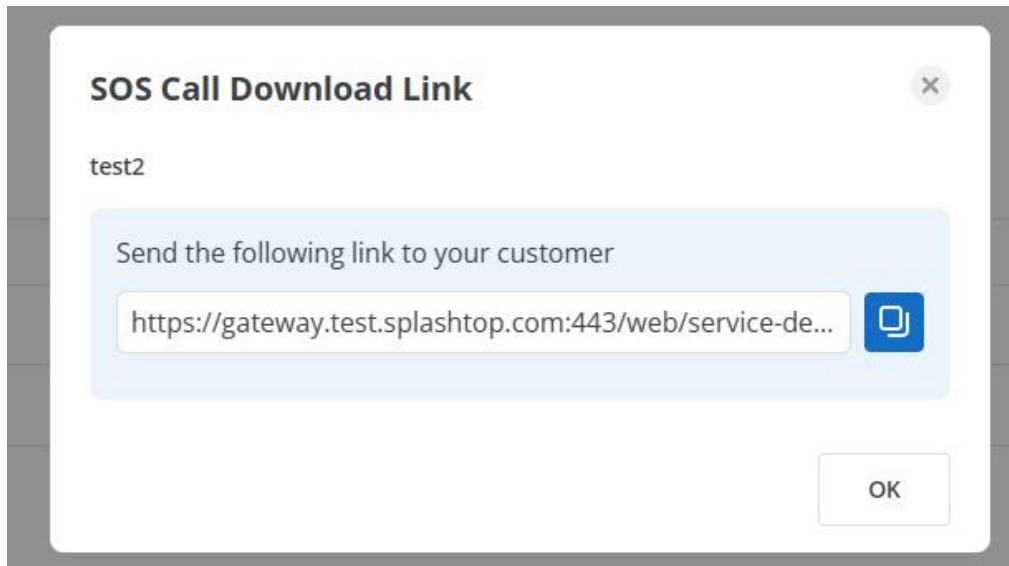 SOS Call Download Link
test2
Send the following link to your customer
https://gateway.test.splashtop.com:443/web/service-de...
OK